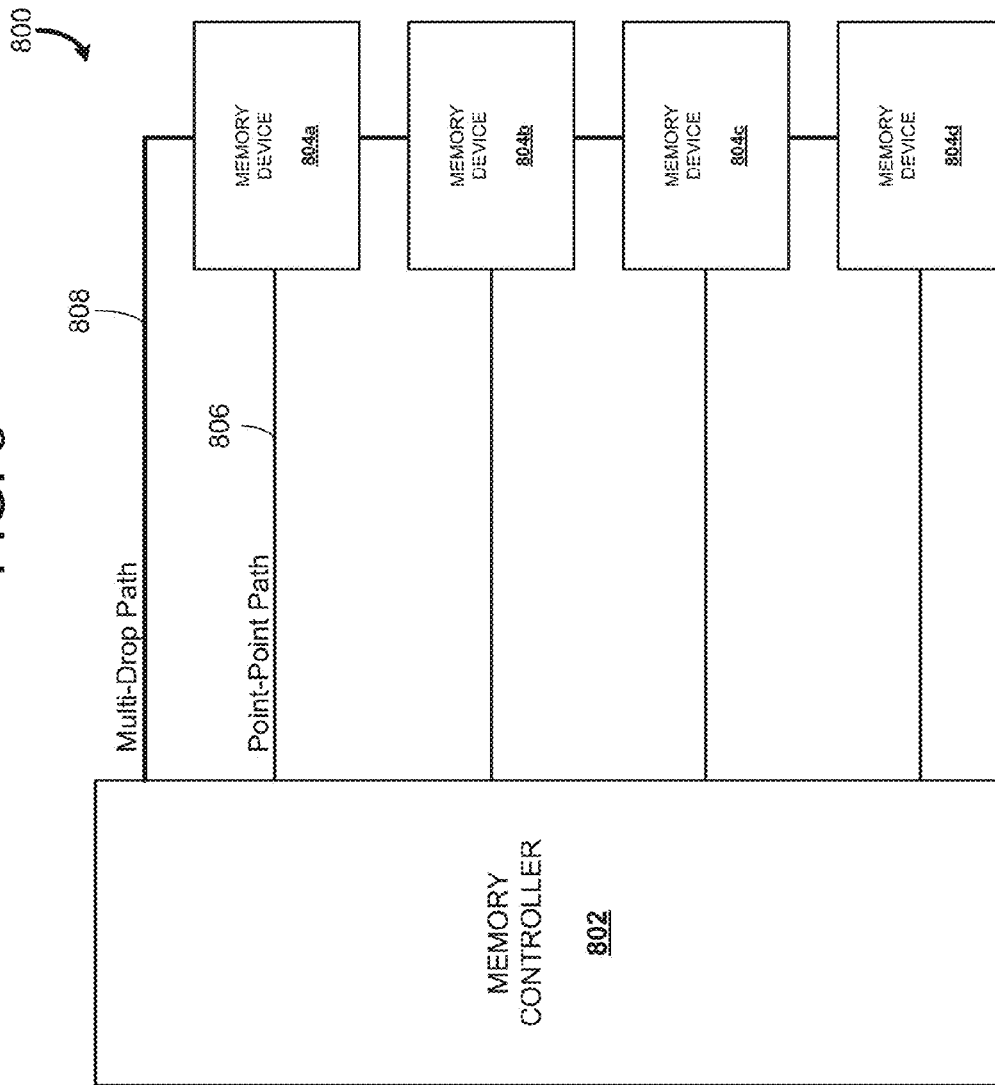 800
808
Multi-Drop Path
806
Point-Point Path
MEMORY
CONTROLLER
802
MEMORY
DEVICE
804a
MEMORY
DEVICE
804b
MEMORY
DEVICE
804c
MEMORY
DEVICE
804d